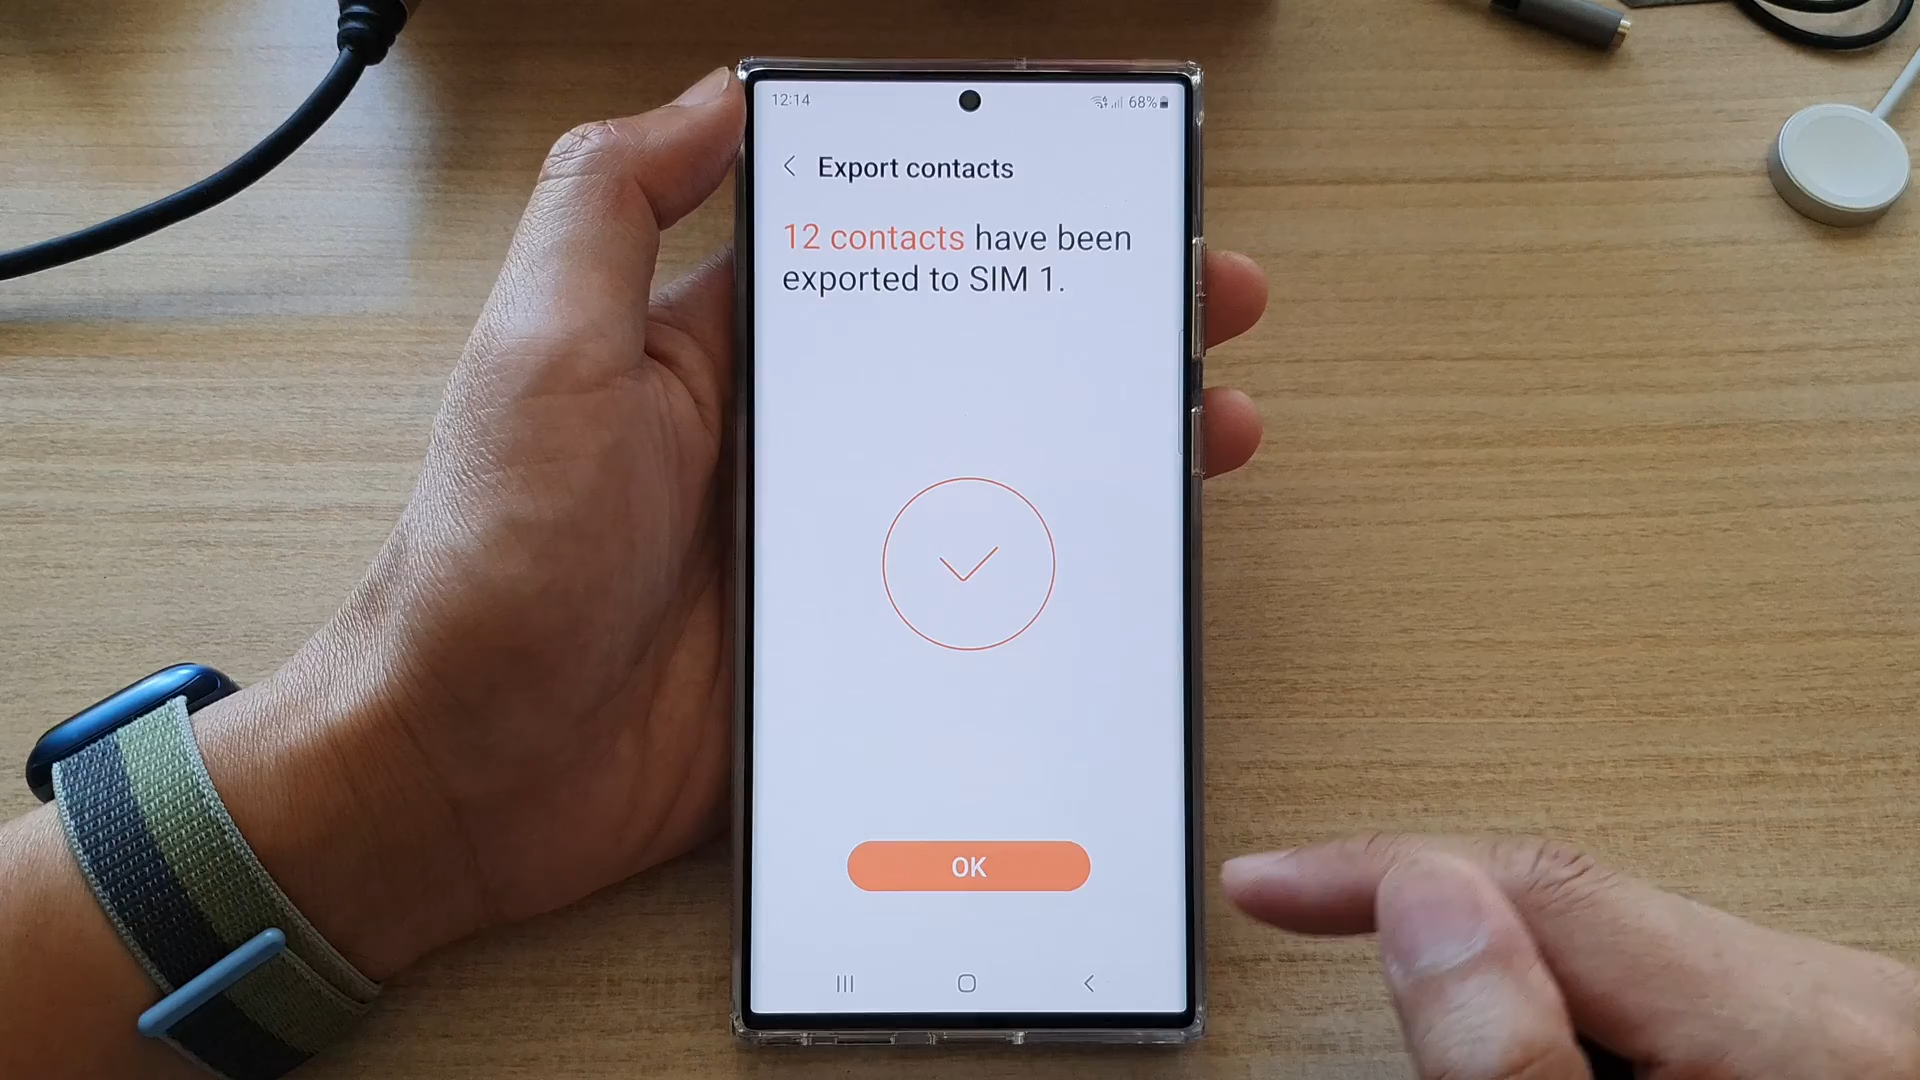 12:14
68%
Export contacts
12 contacts have been
exported to SIM 1.
OK